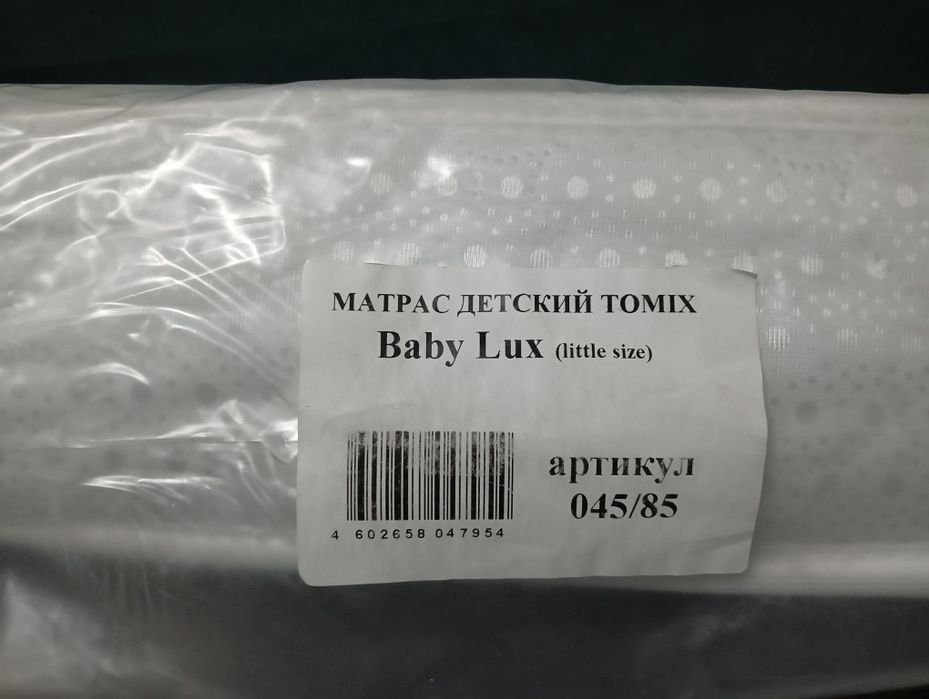 МАТРАС ДЕТСКИЙ TOMIX
Baby Lux (little size)
артикул
045/85
4 602658 047954